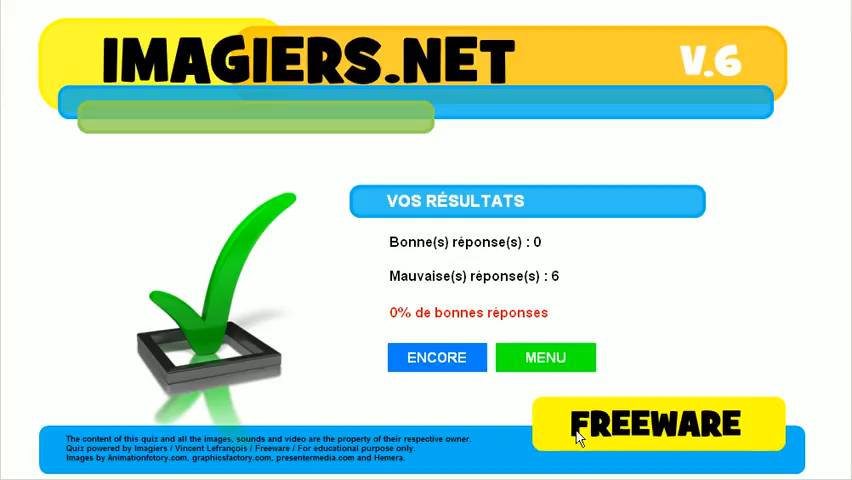 IMAGIERS.NET
V.6
VOS RÉSULTATS
Bonne(s) réponse(s) : 0
Mauvaise(s) réponse(s) : 6
0% de bonnes réponses
ENCORE
MENU
FREEWARE
The content of this quiz and all the images, sounds and video are the property of their respective owner.
Quiz powered by Imagiers / Vincent Lefrançois / Freeware / For educational purpose only.
Images by Animationfctory.com, graphicsfactory.com, presentermedia.com and Hemera.